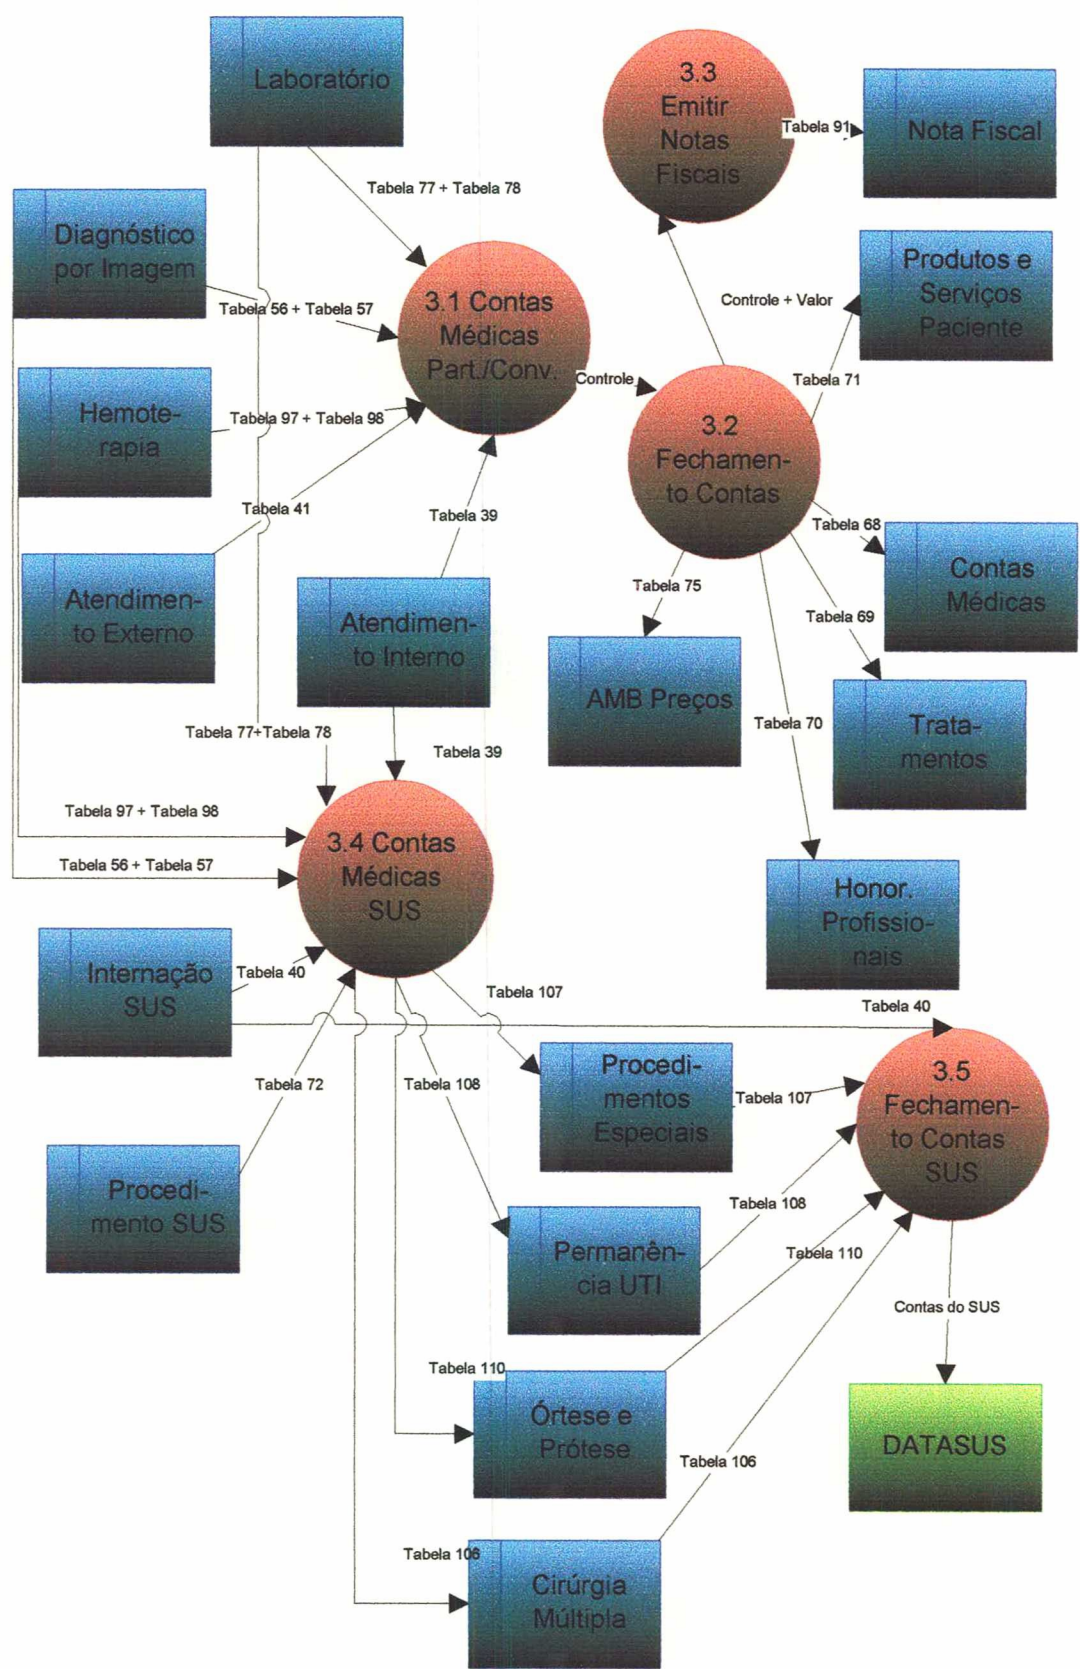 Laboratório
3.3
Emitir
Notas
Fiscais
Tabela 91
Nota Fiscal
Tabela 77 + Tabela 78
Diagnóstico
por Imagem
Tabela 56 + Tabela 57
3.1 Contas
Médicas
Part./Conv.
Controle + Valor
Produtos e
Serviços
Paciente
Controle
Tabela 71
Hemote-
rapia
Tabela 97 + Tabela 98
3.2
Fechamen-
to Contas
Tabela 41
Tabela 39
Tabela 68
Contas
Médicas
Atendimen-
to Externo
Atendimen-
to Interno
Tabela 75
Tabela 69
AMB Preços
Tabela 70
Trata-
mentos
Tabela 77+Tabela 78
Tabela 39
Tabela 97 + Tabela 98
Tabela 56 + Tabela 57
3.4 Contas
Médicas
SUS
Honor.
Profissio-
nais
Internação
SUS
Tabela 40
Tabela 107
Tabela 40
Tabela 72
Tabela 108
Procedi-
mentos
Especiais
Tabela 107
3.5
Fechamen-
to Contas
SUS
Procedi-
mento SUS
Tabela 108
Permanên-
cia UTI
Tabela 110
Contas do SUS
Tabela 110
Órtese e
Prótese
DATASUS
Tabela 106
Tabela 106
Cirúrgia
Múltipla